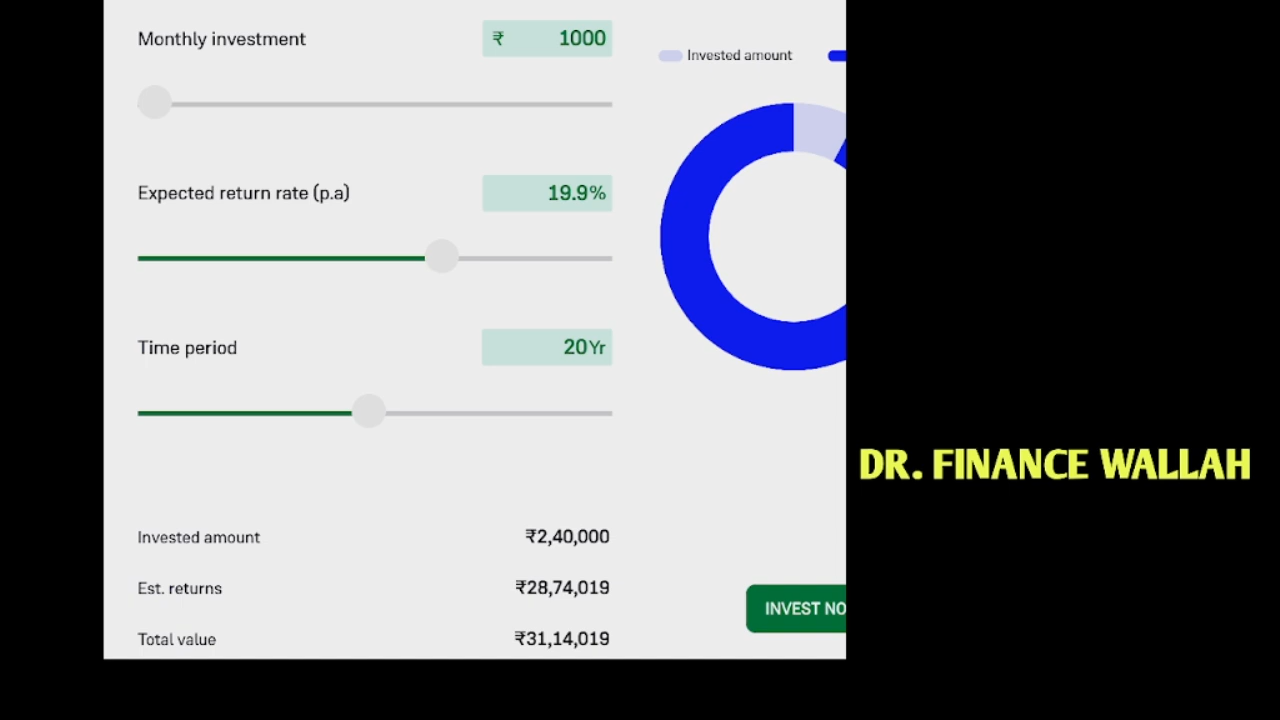 Monthly investment ₹ 1000
Invested amount
Expected return rate (p.a) 19.9%
Time period 20Yr
DR. FINANCE WALLAH
Invested amount ₹2,40,000
Est. returns ₹28,74,019
INVEST NO
Total value ₹31,14,019